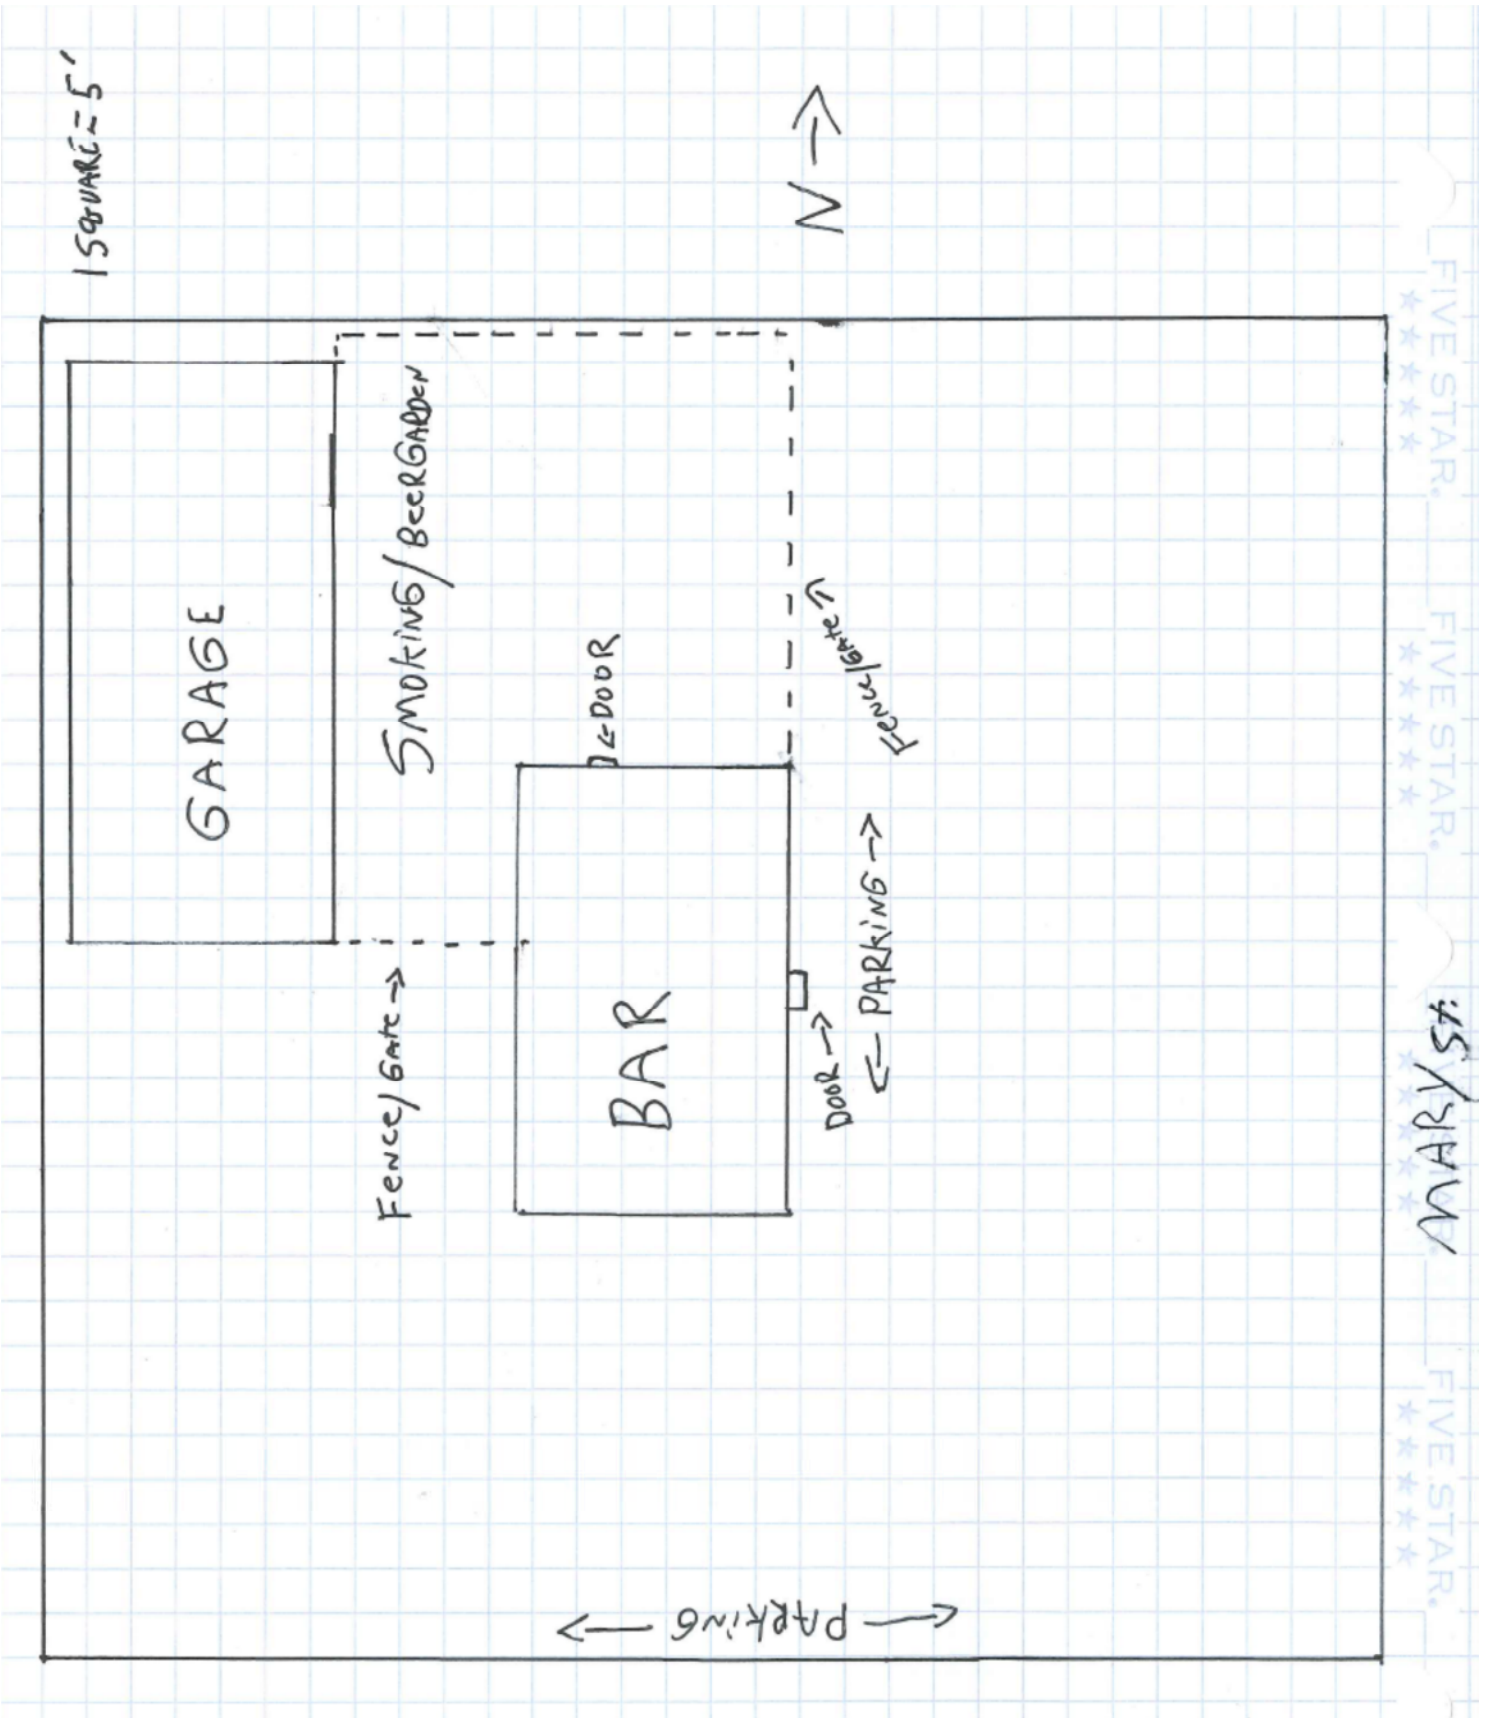 1 SQUARE = 5'
N →
GARAGE
SMOKING/BEERGARDEN
← DOOR
Fence/GATE →
Fence/GATE →
BAR
DOOR →
← PARKING →
← PARKING →
MARY St.
FIVE STAR.
★★★★★
FIVE STAR.
★★★★★
FIVE STAR.
★★★★★
FIVE STAR.
★★★★★